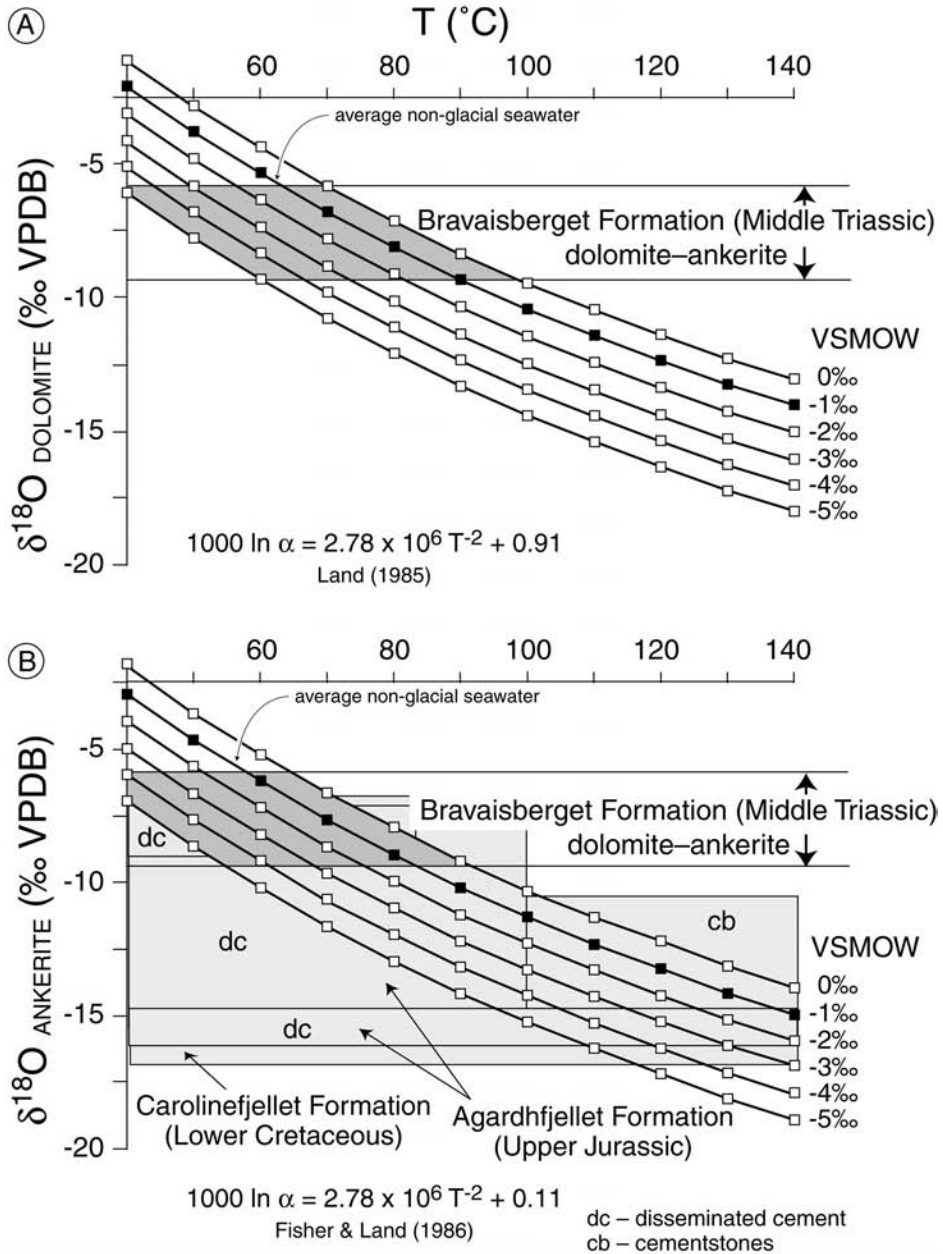 A
T (˚C)
60 80 100 120 140
average non-glacial seawater
-5
Bravaisberget Formation (Middle Triassic)
dolomite–ankerite
-10
VSMOW
0‰
-1‰
-2‰
-3‰
-4‰
-5‰
-15
-20
δ18O DOLOMITE (‰ VPDB)
1000 ln α = 2.78 x 10⁶ T⁻² + 0.91
Land (1985)
B
60 80 100 120 140
average non-glacial seawater
-5
Bravaisberget Formation (Middle Triassic)
dolomite–ankerite
dc
-10
cb
dc
VSMOW
0‰
-1‰
-2‰
-3‰
-4‰
-5‰
-15
dc
-20
δ18O ANKERITE (‰ VPDB)
Carolinefjellet Formation
(Lower Cretaceous)
Agardhfjellet Formation
(Upper Jurassic)
1000 ln α = 2.78 x 10⁶ T⁻² + 0.11
Fisher & Land (1986)
dc – disseminated cement
cb – cementstones